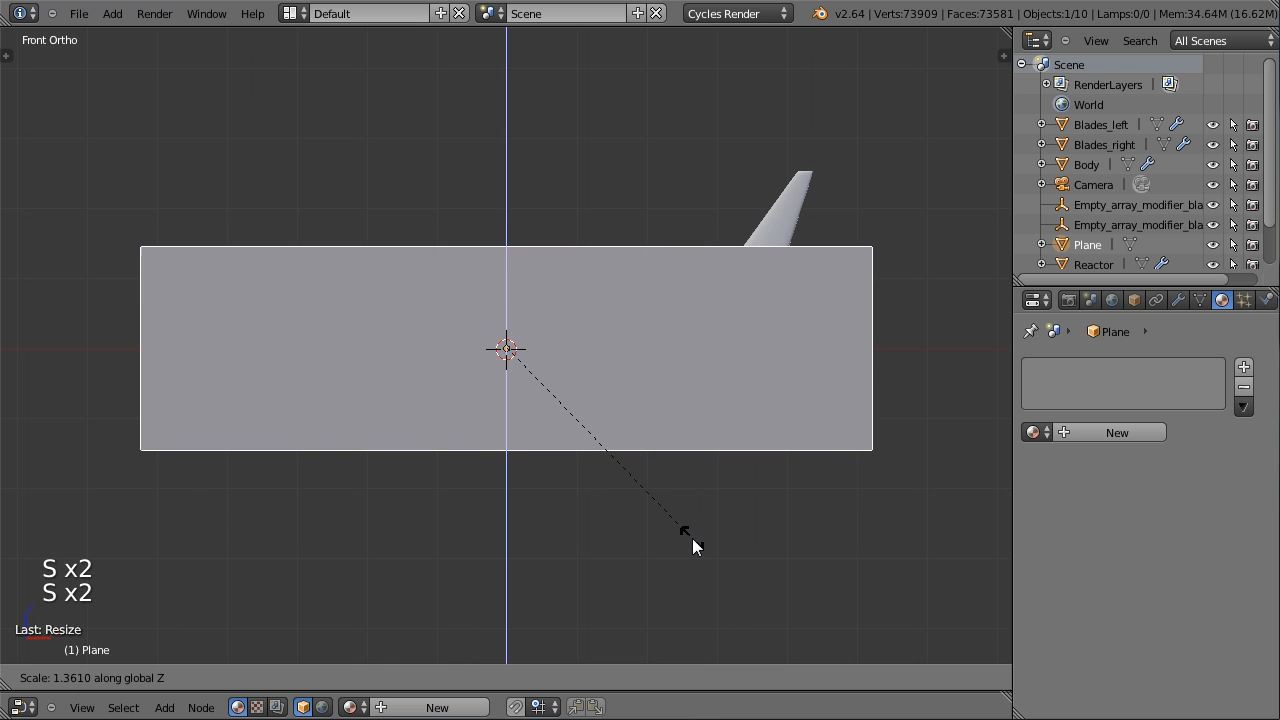 File Add Render Window Help Default Scene Cycles Render v2.64 | Verts:73909 | Faces:73581 | Objects:1/10 | Lamps:0/0 | Mem:34.64M (16.62M)
Front Ortho
View Search All Scenes
Scene
RenderLayers
World
Blades_left
Blades_right
Body
Camera
Empty_array_modifier_bla
Empty_array_modifier_bla
Plane
Reactor
Plane
New
S x2
S x2
Last: Resize
(1) Plane
Scale: 1.3610 along global Z
View Select Add Node New